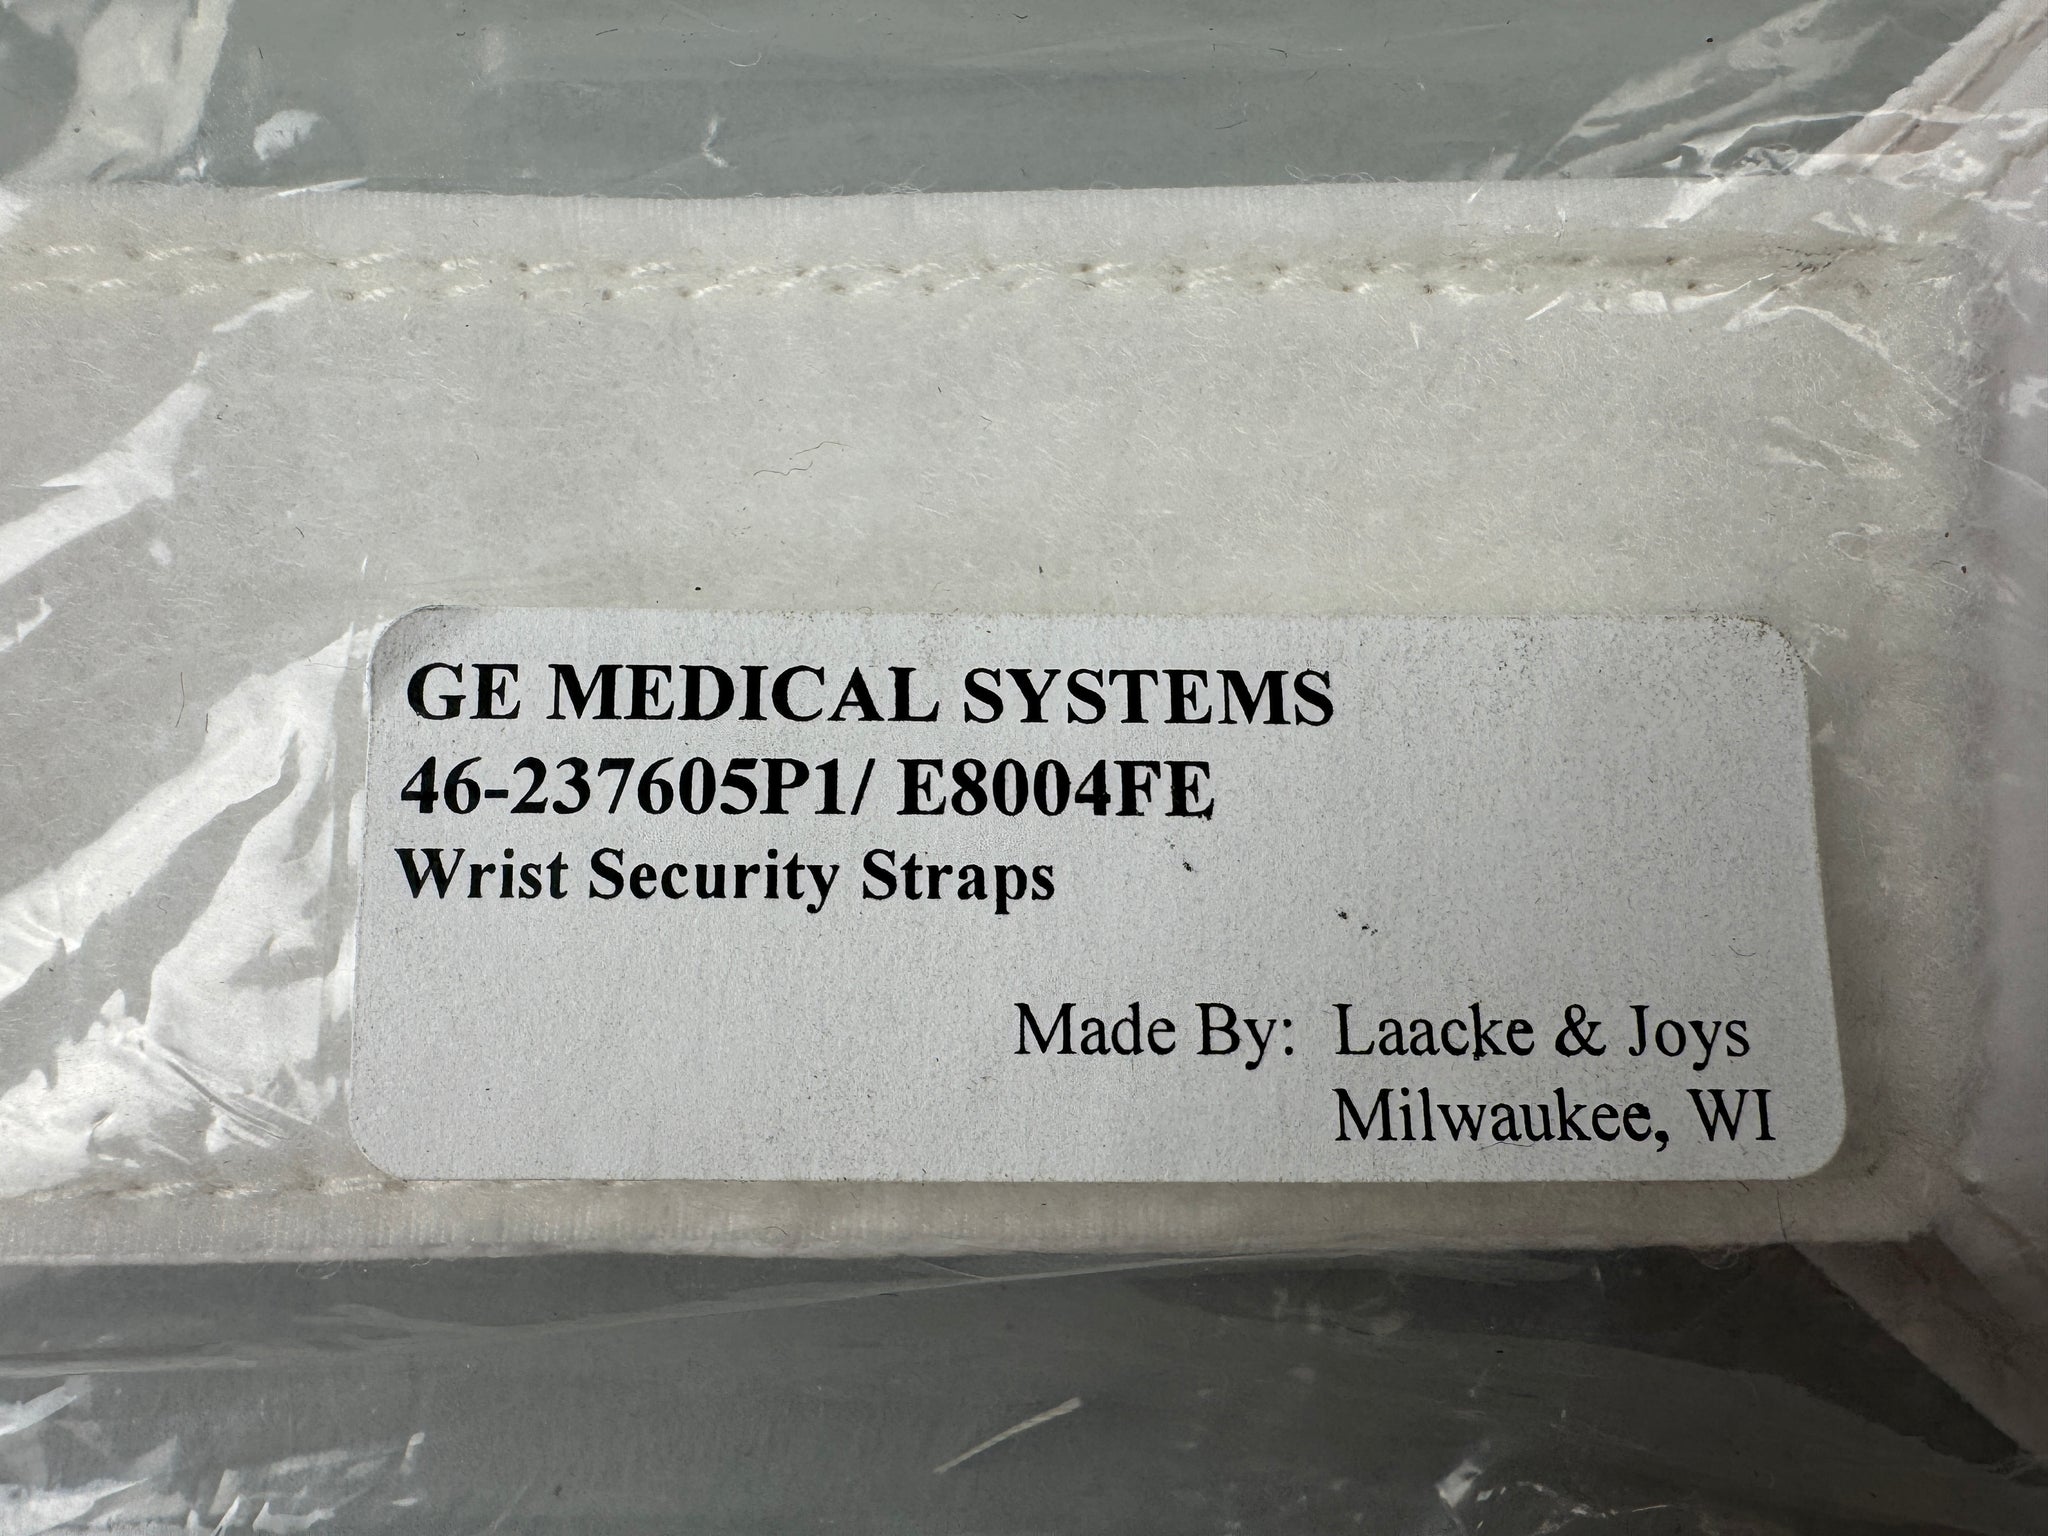 GE MEDICAL SYSTEMS
46-237605P1/ E8004FE
Wrist Security Straps
Made By: Laacke & Joys
Milwaukee, WI